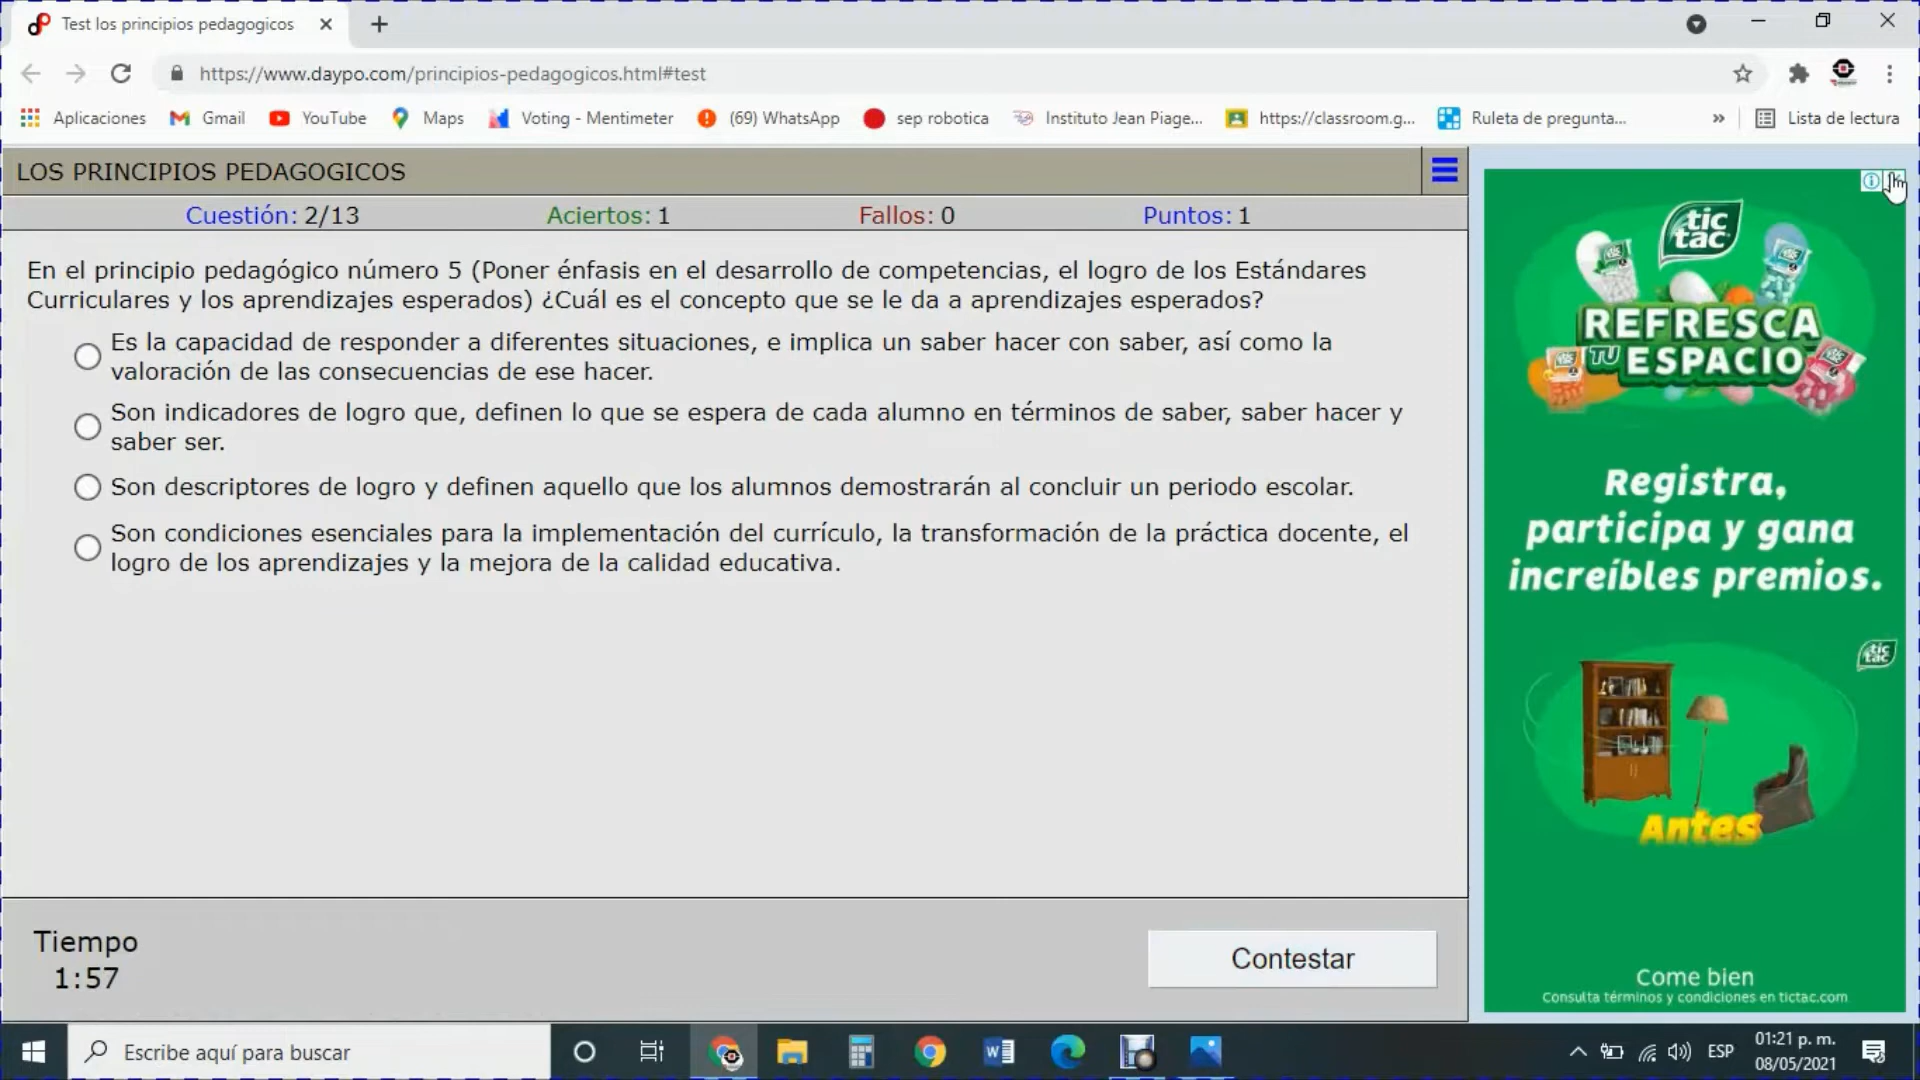 Test los principios pedagogicos
https://www.daypo.com/principios-pedagogicos.html#test
Aplicaciones
Gmail
YouTube
Maps
Voting - Mentimeter
(69) WhatsApp
sep robotica
Instituto Jean Piage...
https://classroom.g...
Ruleta de pregunta...
»
Lista de lectura
LOS PRINCIPIOS PEDAGOGICOS
Cuestión: 2/13
Aciertos: 1
Fallos: 0
Puntos: 1
En el principio pedagógico número 5 (Poner énfasis en el desarrollo de competencias, el logro de los Estándares
Curriculares y los aprendizajes esperados) ¿Cuál es el concepto que se le da a aprendizajes esperados?
Es la capacidad de responder a diferentes situaciones, e implica un saber hacer con saber, así como la
valoración de las consecuencias de ese hacer.
Son indicadores de logro que, definen lo que se espera de cada alumno en términos de saber, saber hacer y
saber ser.
Son descriptores de logro y definen aquello que los alumnos demostrarán al concluir un periodo escolar.
Son condiciones esenciales para la implementación del currículo, la transformación de la práctica docente, el
logro de los aprendizajes y la mejora de la calidad educativa.
Tiempo
1:57
Contestar
tic
tac
REFRESCA
TU ESPACIO
Registra,
participa y gana
increíbles premios.
tic
tac
Antes
Come bien
Consulta términos y condiciones en tictac.com
Escribe aquí para buscar
ESP
01:21 p. m.
08/05/2021